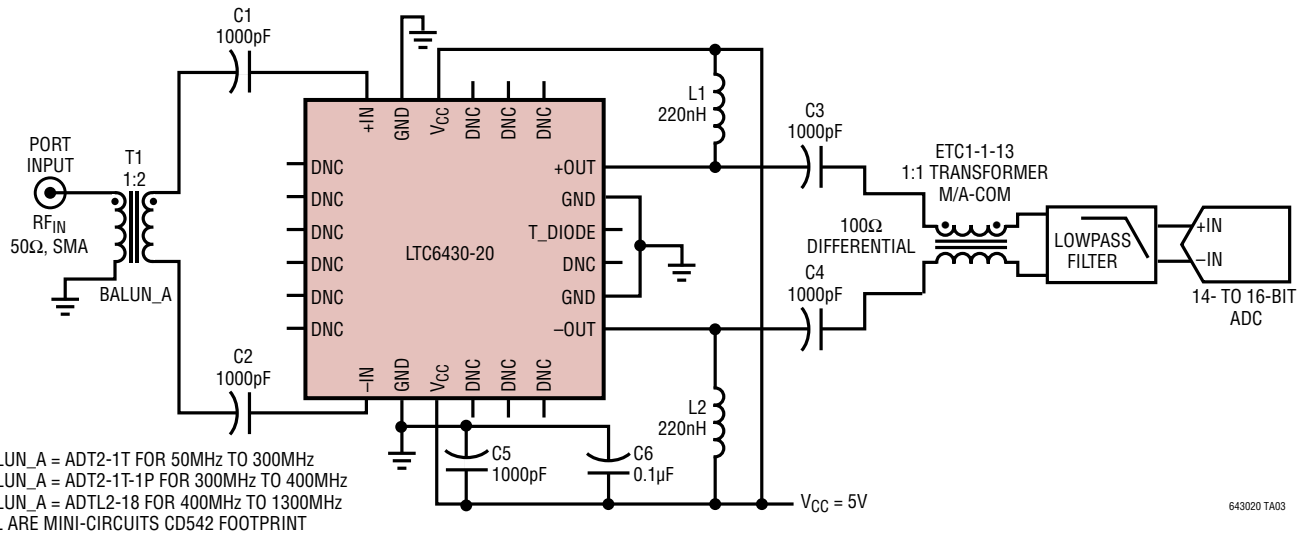 C1
1000pF
PORT
INPUT
RF_IN
50Ω, SMA
T1
1:2
BALUN_A
C2
1000pF
+IN
GND
VCC
DNC
DNC
DNC
DNC
DNC
DNC
DNC
DNC
DNC
LTC6430-20
+OUT
GND
T_DIODE
DNC
GND
–OUT
–IN
GND
VCC
DNC
DNC
DNC
L1
220nH
C3
1000pF
100Ω
DIFFERENTIAL
C4
1000pF
L2
220nH
C5
1000pF
C6
0.1µF
VCC = 5V
ETC1-1-13
1:1 TRANSFORMER
M/A-COM
LOWPASS
FILTER
+IN
–IN
14- TO 16-BIT
ADC
LUN_A = ADT2-1T FOR 50MHz TO 300MHz
LUN_A = ADT2-1T-1P FOR 300MHz TO 400MHz
LUN_A = ADTL2-18 FOR 400MHz TO 1300MHz
L ARE MINI-CIRCUITS CD542 FOOTPRINT
643020 TA03